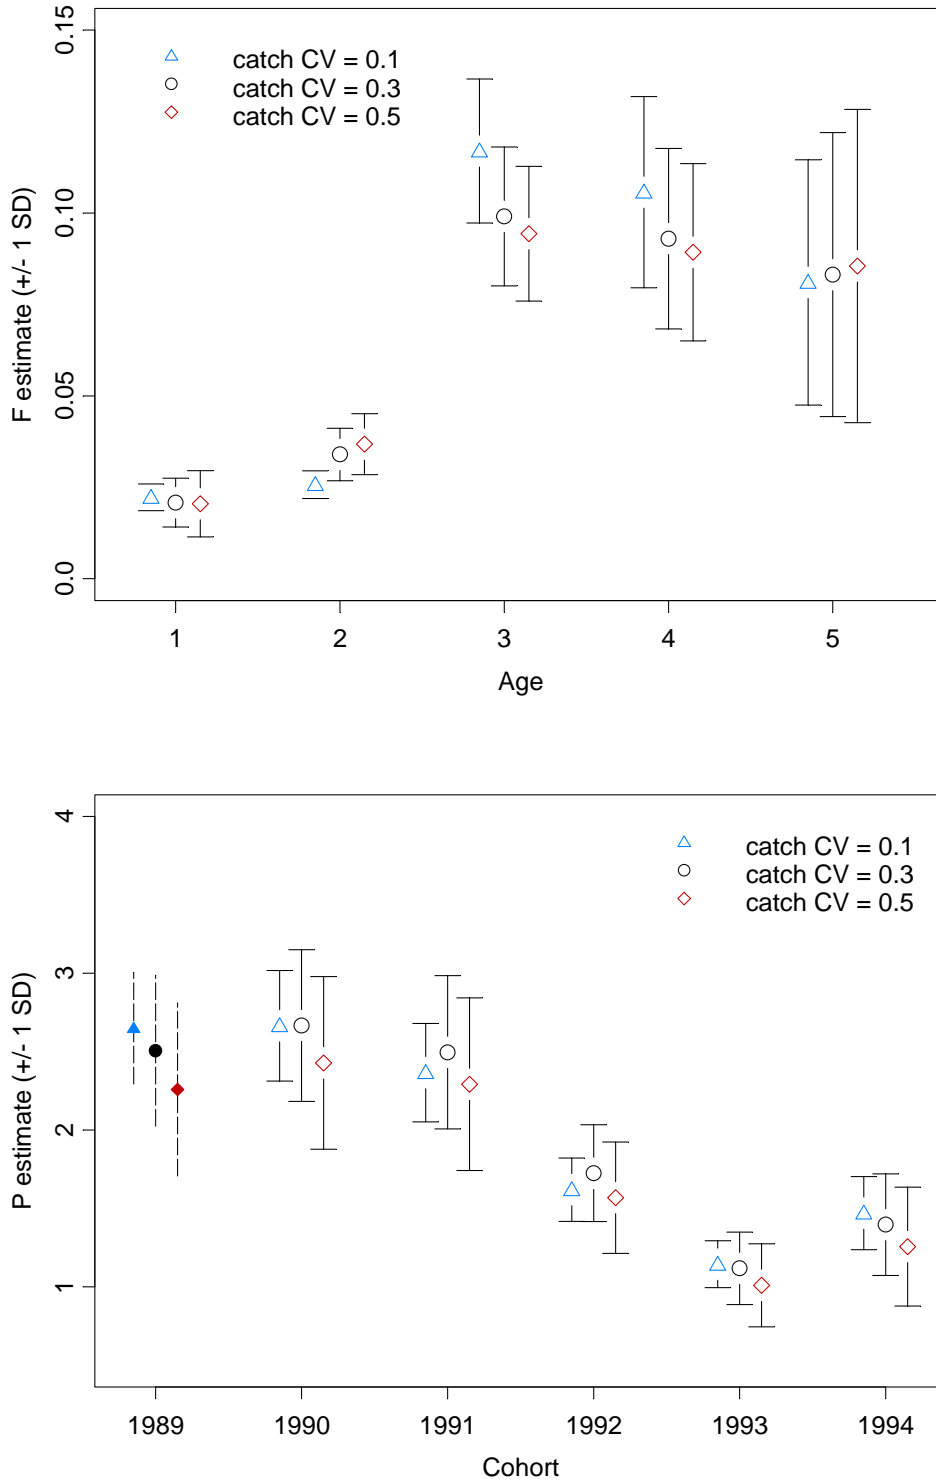 0.15
catch CV = 0.1
catch CV = 0.3
catch CV = 0.5
0.10
F estimate (+/- 1 SD)
0.05
0.0
1 2 3 4 5
Age
4
catch CV = 0.1
catch CV = 0.3
catch CV = 0.5
3
P estimate (+/- 1 SD)
2
1
1989 1990 1991 1992 1993 1994
Cohort